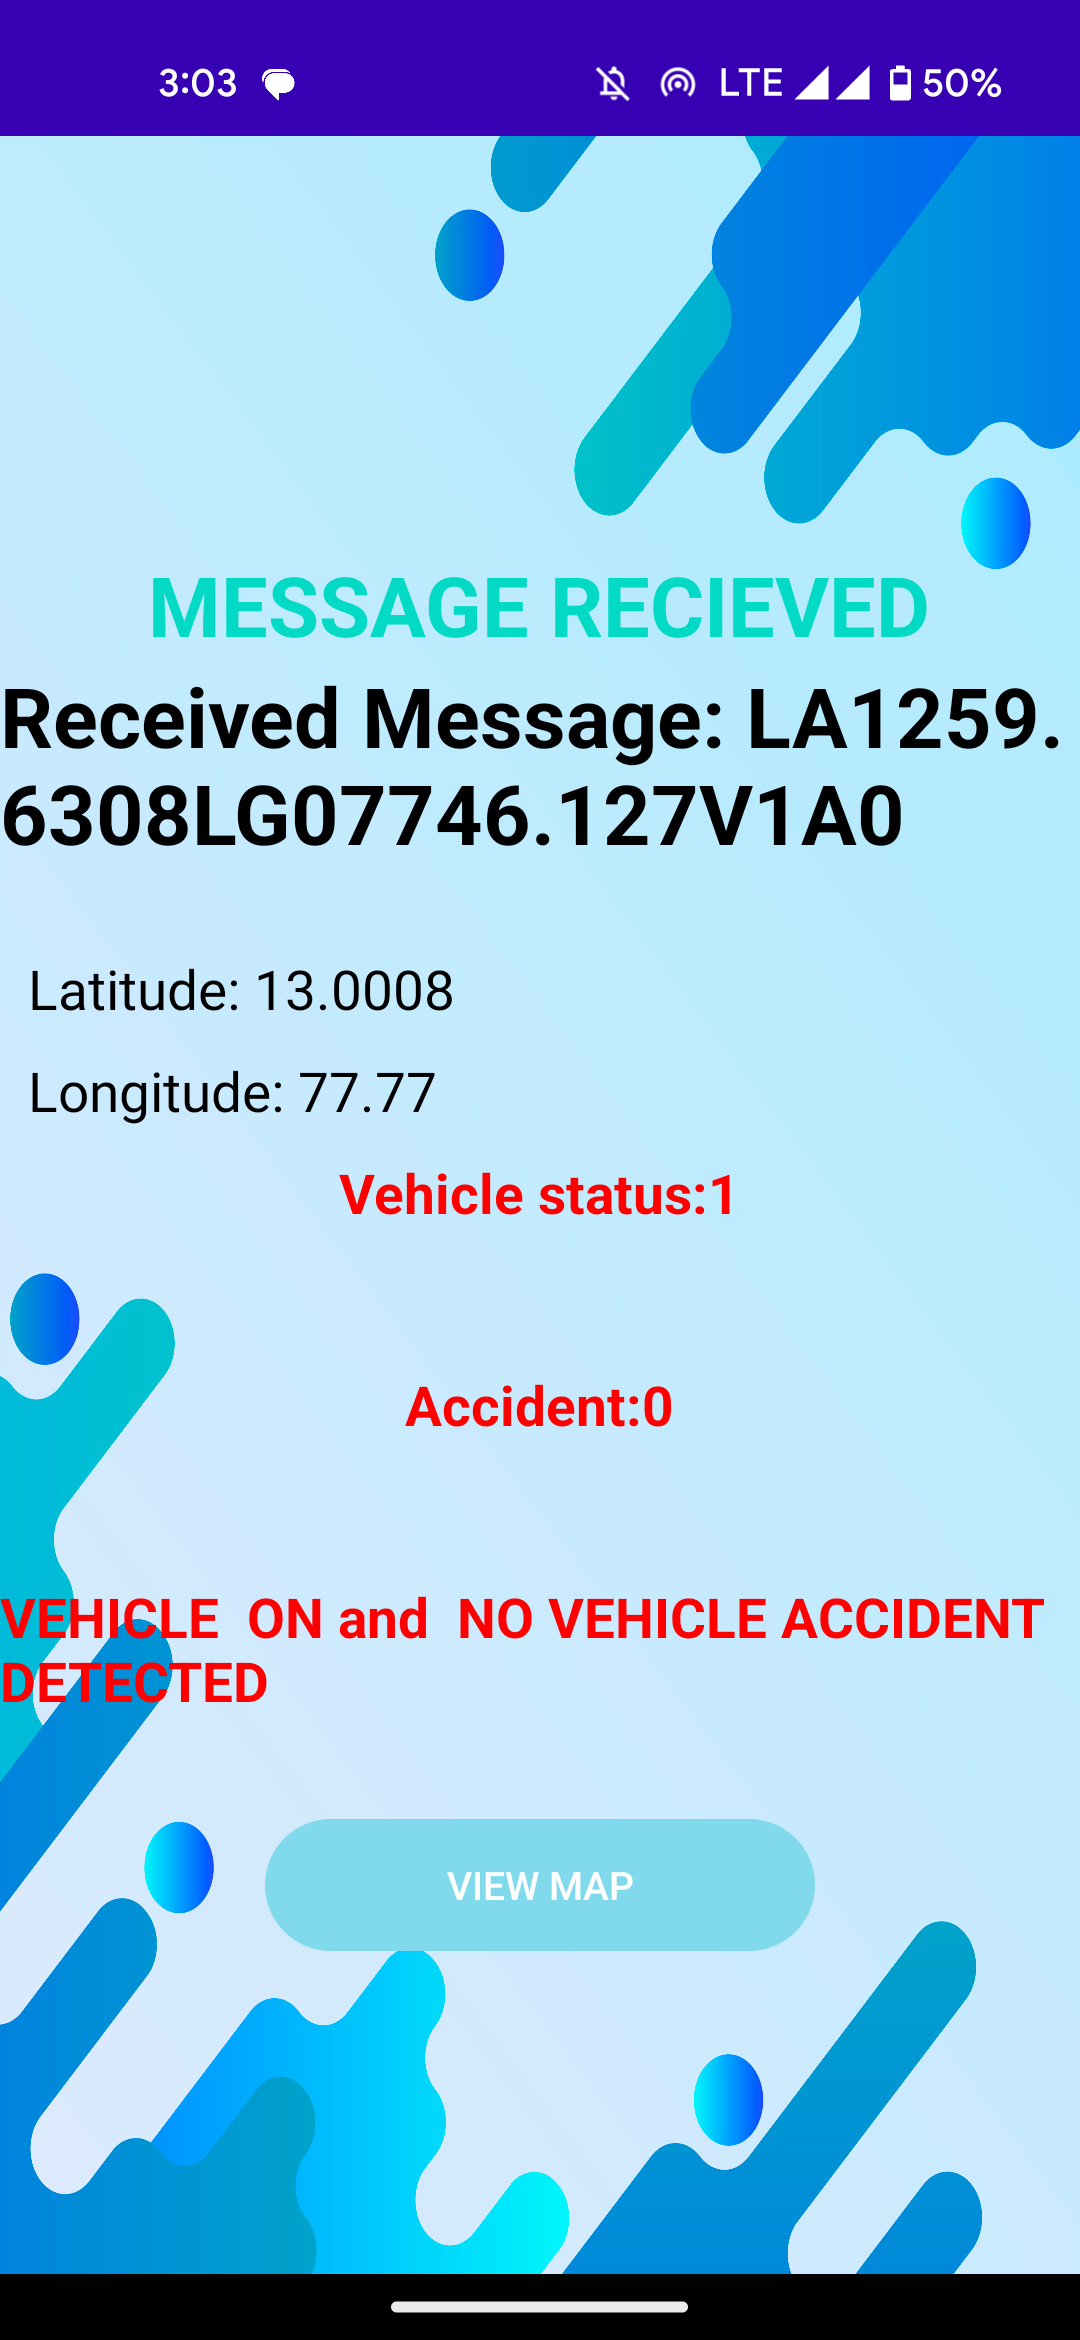 3:03 LTE 50%
MESSAGE RECIEVED
Received Message: LA1259.
6308LG07746.127V1A0
Latitude: 13.0008
Longitude: 77.77
Vehicle status:1
Accident:0
VEHICLE  ON and  NO VEHICLE ACCIDENT
DETECTED
VIEW MAP